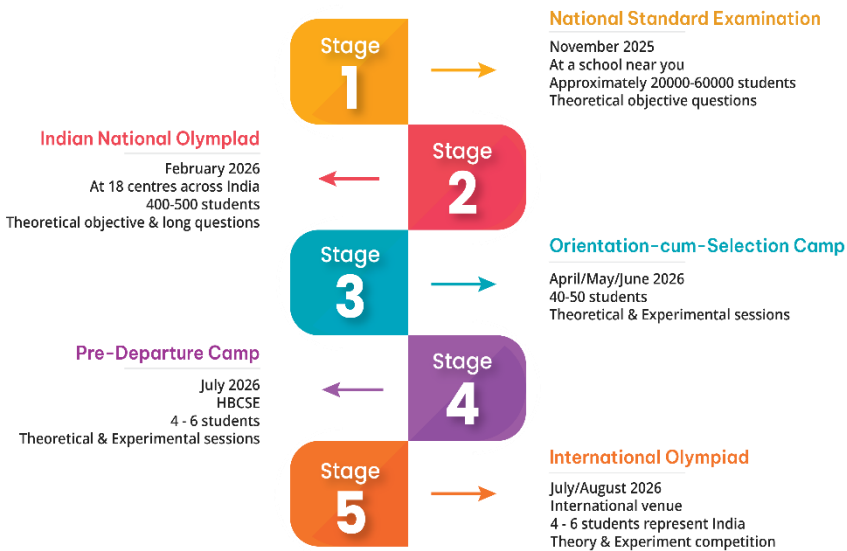 Stage
1
National Standard Examination
November 2025
At a school near you
Approximately 20000-60000 students
Theoretical objective questions
Indian National Olymplad
February 2026
At 18 centres across India
400-500 students
Theoretical objective & long questions
Stage
2
Stage
3
Orientation-cum-Selection Camp
April/May/June 2026
40-50 students
Theoretical & Experimental sessions
Pre-Departure Camp
July 2026
HBCSE
4 - 6 students
Theoretical & Experimental sessions
Stage
4
Stage
5
International Olympiad
July/August 2026
International venue
4 - 6 students represent India
Theory & Experiment competition